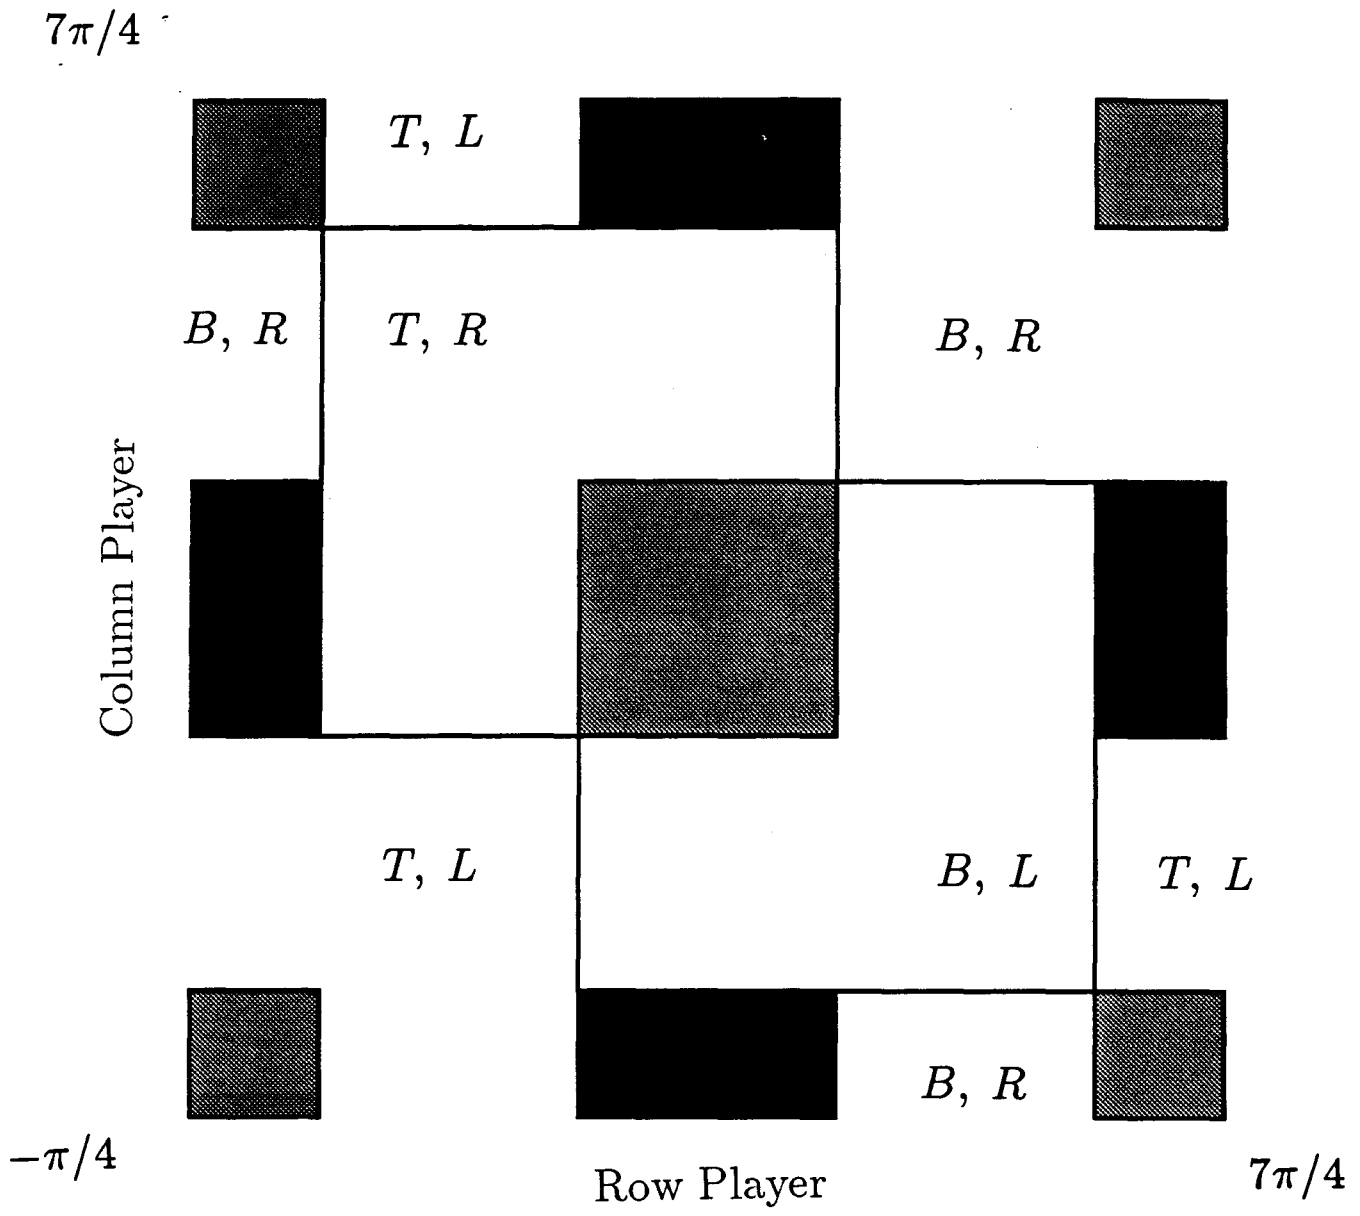 7π/4
T, L
B, R
T, R
B, R
Column Player
T, L
B, L
T, L
B, R
−π/4
Row Player
7π/4